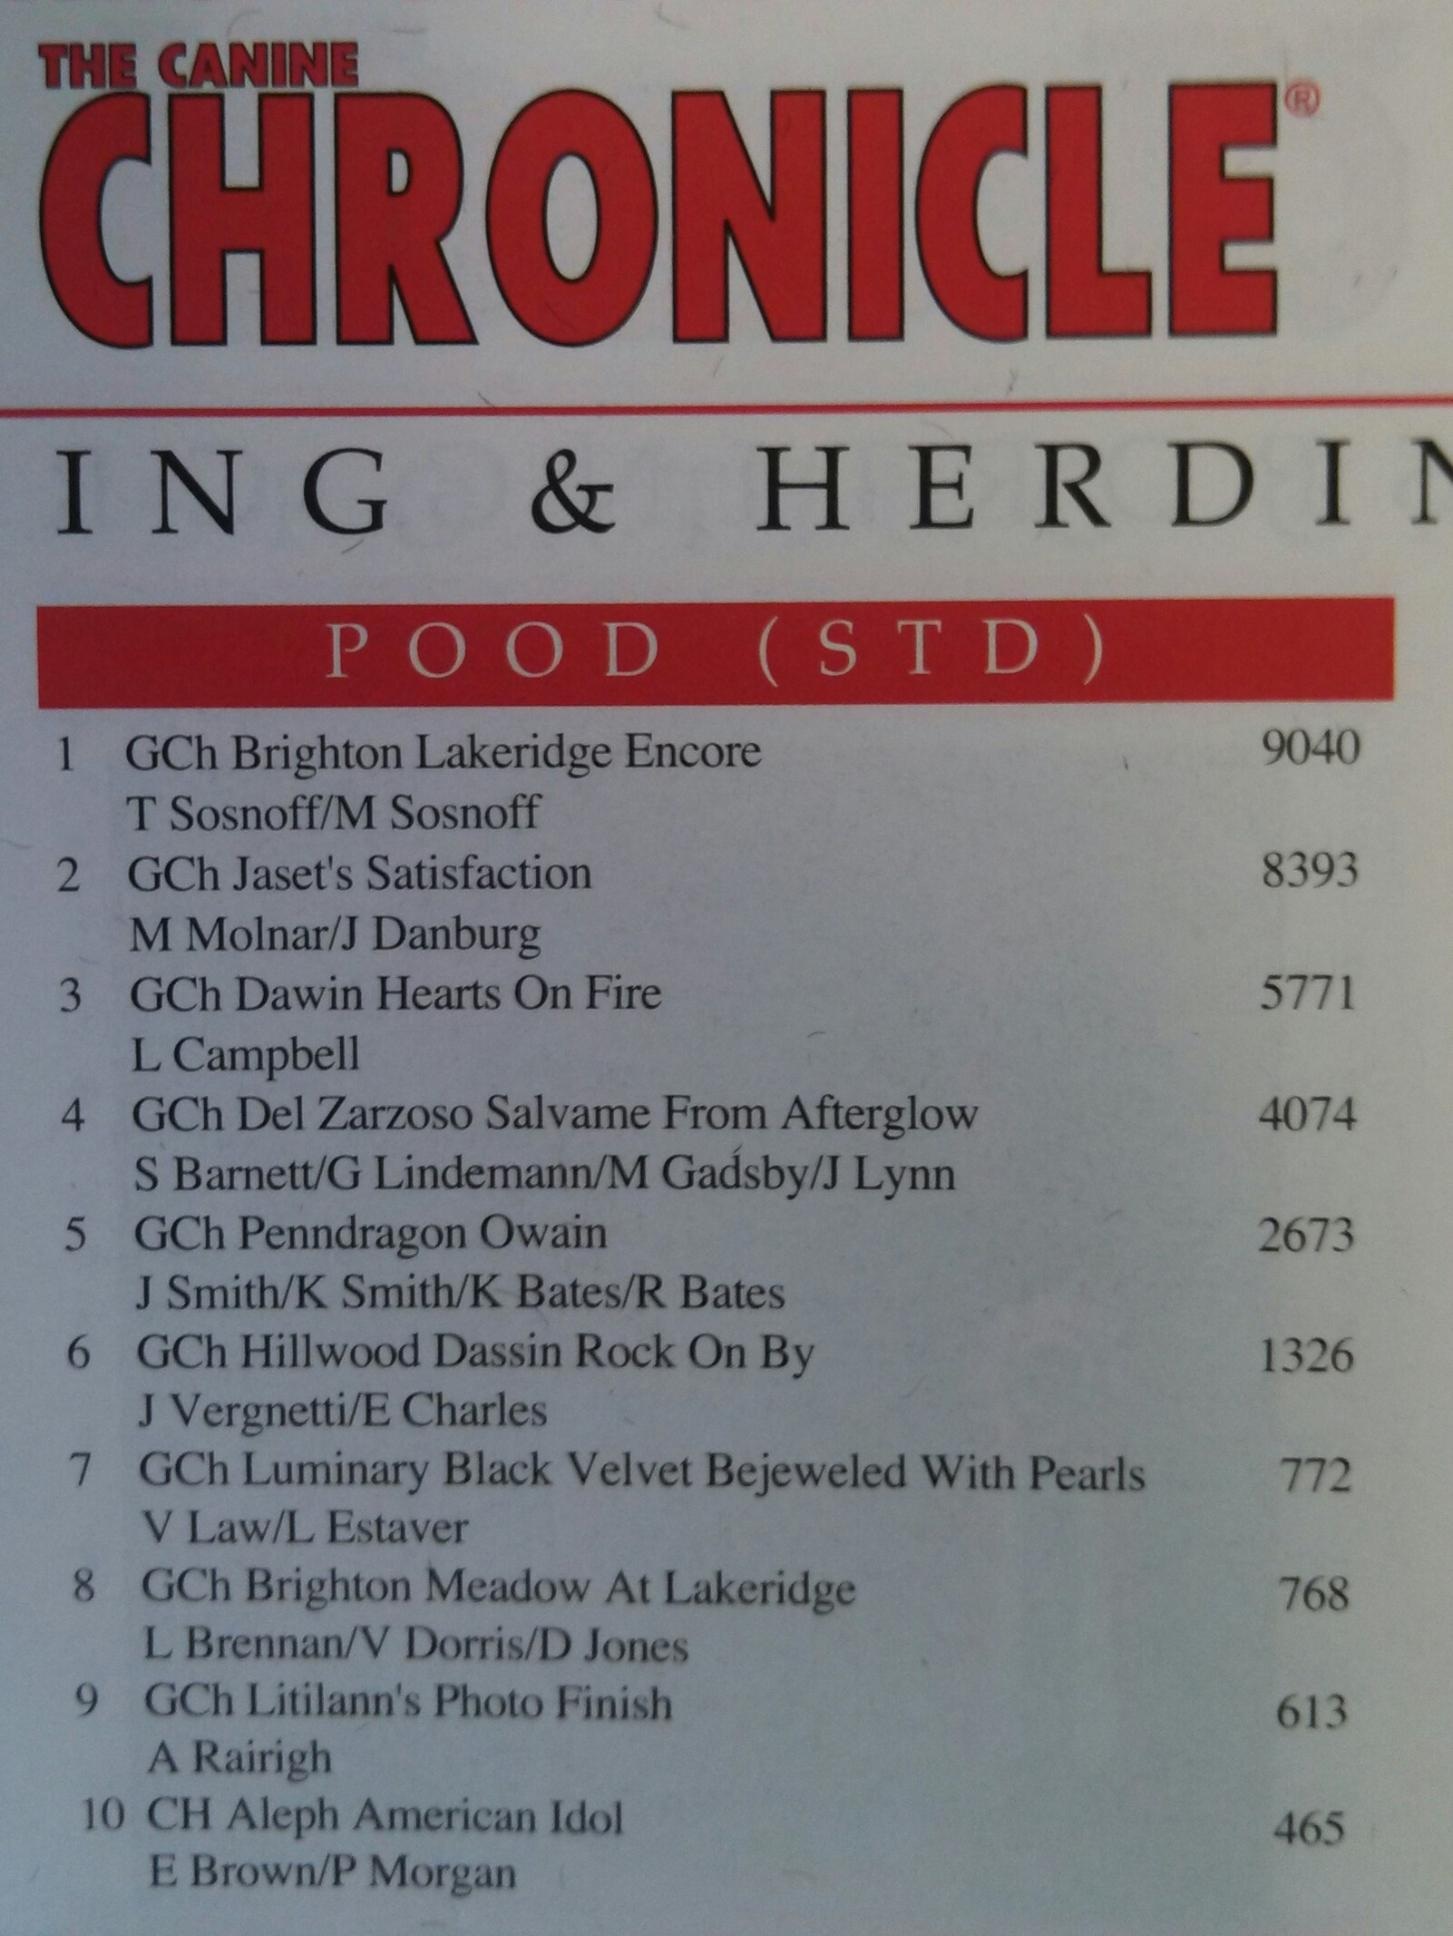 THE CANINE
CHRONICLE®
ING & HERDIN
POOD (STD)
1 GCh Brighton Lakeridge Encore 9040
T Sosnoff/M Sosnoff
2 GCh Jaset's Satisfaction 8393
M Molnar/J Danburg
3 GCh Dawin Hearts On Fire 5771
L Campbell
4 GCh Del Zarzoso Salvame From Afterglow 4074
S Barnett/G Lindemann/M Gadsby/J Lynn
5 GCh Penndragon Owain 2673
J Smith/K Smith/K Bates/R Bates
6 GCh Hillwood Dassin Rock On By 1326
J Vergnetti/E Charles
7 GCh Luminary Black Velvet Bejeweled With Pearls 772
V Law/L Estaver
8 GCh Brighton Meadow At Lakeridge 768
L Brennan/V Dorris/D Jones
9 GCh Litilann's Photo Finish 613
A Rairigh
10 CH Aleph American Idol 465
E Brown/P Morgan